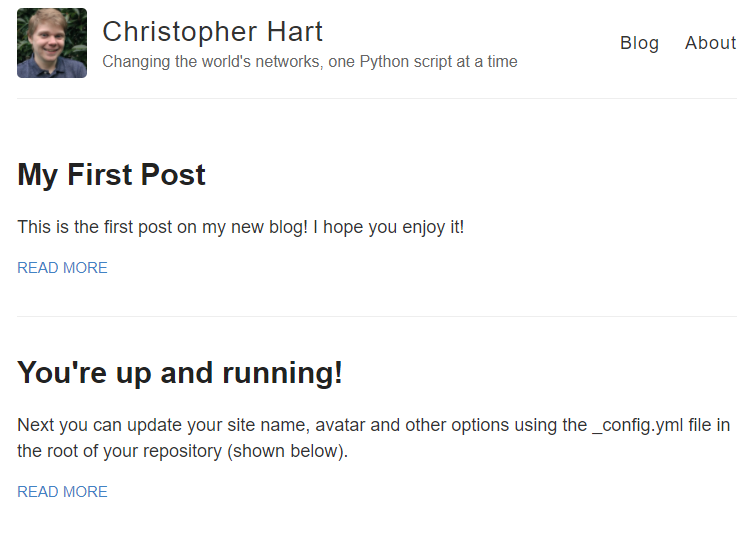 Christopher Hart
Changing the world's networks, one Python script at a time
Blog About
My First Post
This is the first post on my new blog! I hope you enjoy it!
READ MORE
You're up and running!
Next you can update your site name, avatar and other options using the _config.yml file in
the root of your repository (shown below).
READ MORE